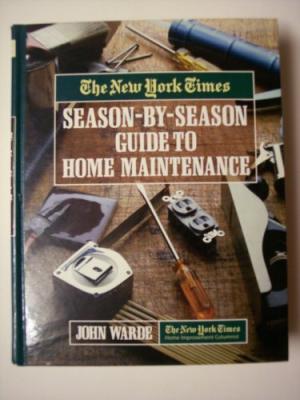 The New York Times
SEASON-BY-SEASON
GUIDE TO
HOME MAINTENANCE
JOHN WARDE
The New York Times
Home Improvement Columnist